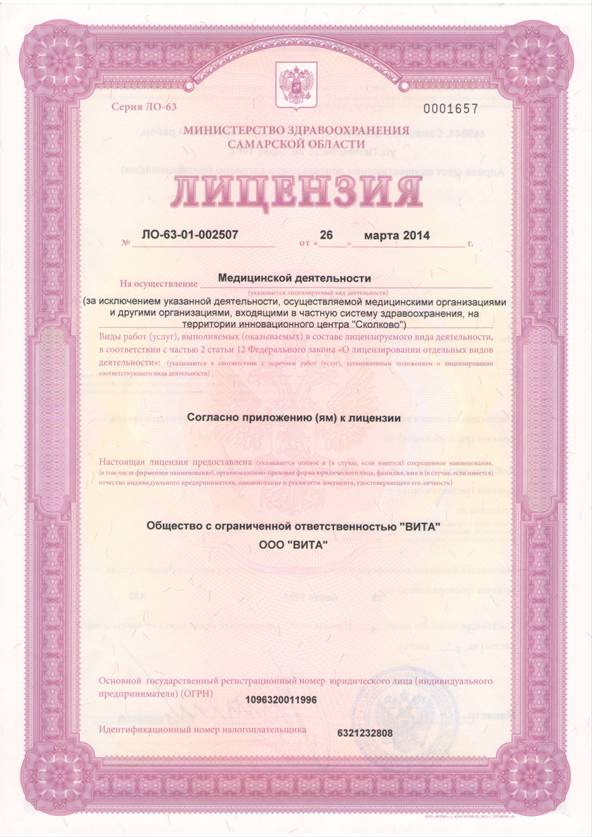 Серия ЛО-63
0001657
МИНИСТЕРСТВО ЗДРАВООХРАНЕНИЯ
САМАРСКОЙ ОБЛАСТИ
ЛИЦЕНЗИЯ
№ ЛО-63-01-002507 от « 26 » марта 2014 г.
На осуществление Медицинской деятельности
(указывается лицензируемый вид деятельности)
(за исключением указанной деятельности, осуществляемой медицинскими организациями
и другими организациями, входящими в частную систему здравоохранения, на
территории инновационного центра "Сколково")
Виды работ (услуг), выполняемых (оказываемых) в составе лицензируемого вида деятельности,
в соответствии с частью 2 статьи 12 Федерального закона «О лицензировании отдельных видов
деятельности»: (указываются в соответствии с перечнем работ (услуг), установленным положением о лицензировании
соответствующего вида деятельности)
Согласно приложению (ям) к лицензии
Настоящая лицензия предоставлена (указывается полное и (в случае, если имеется) сокращенное наименование,
(в том числе фирменное наименование), организационно-правовая форма юридического лица, фамилия, имя и (в случае, если имеется)
отчество индивидуального предпринимателя, наименование и реквизиты документа, удостоверяющего его личность)
Общество с ограниченной ответственностью "ВИТА"
ООО "ВИТА"
Основной государственный регистрационный номер юридического лица (индивидуального
предпринимателя) (ОГРН) 1096320011996
Идентификационный номер налогоплательщика 6321232808